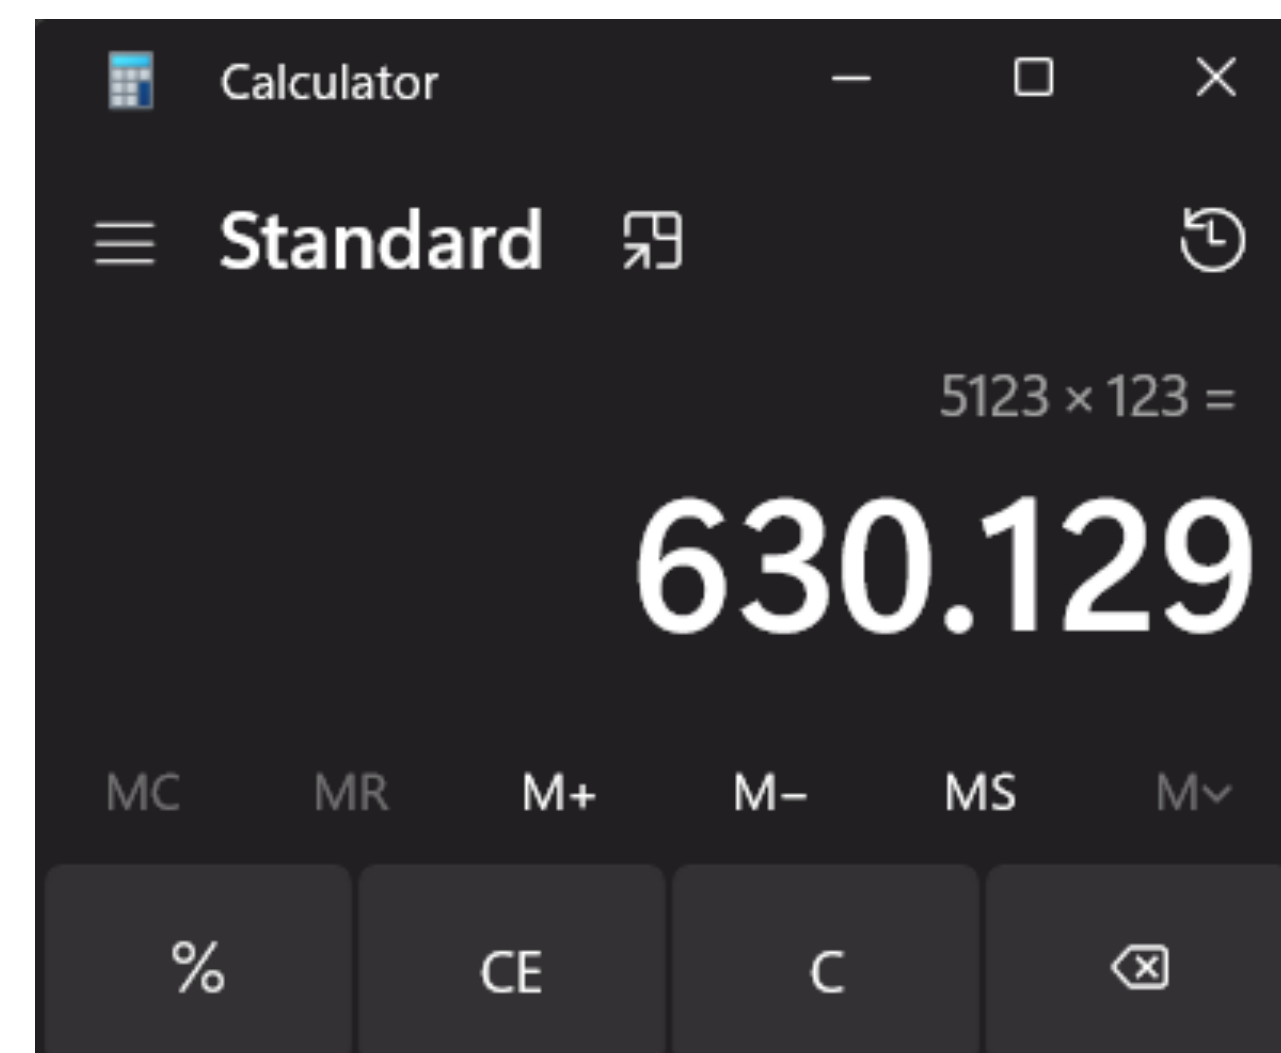 Calculator
Standard
5123 × 123 =
630.129
MC MR M+ M− MS M
% CE C